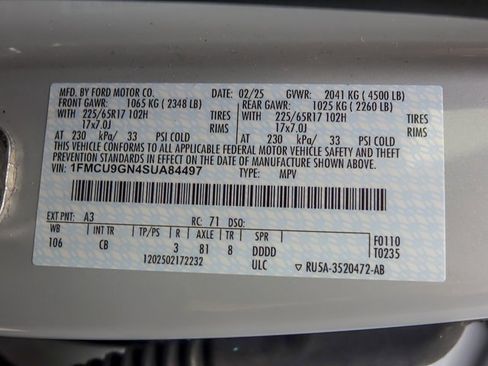 MFD. BY FORD MOTOR CO. 02/25 GVWR: 2041 KG ( 4500 LB)
FRONT GAWR: 1065 KG ( 2348 LB) REAR GAWR: 1025 KG ( 2260 LB)
225/65R17 102H TIRES 225/65R17 102H TIRES
17x7.0J RIMS 17x7.0J RIMS
AT 230 kPa/ 33 PSI COLD AT 230 kPa/ 33 PSI COLD
THIS VEHICLE CONFORMS TO ALL APPLICABLE FEDERAL MOTOR VEHICLE SAFETY
AND THEFT PREVENTION STANDARDS IN EFFECT ON THE DATE OF MANUFACTURE SHOWN ABOVE.
VIN: 1FMCU9GN4SUA84497 TYPE: MPV
EXT PNT: A3 RC: 71 DSO:
WB INT TR TP/PS R AXLE TR SPR F0110
106 CB 3 81 8 DDDD T0235
1202502172232 ULC RU5A-3520472-AB